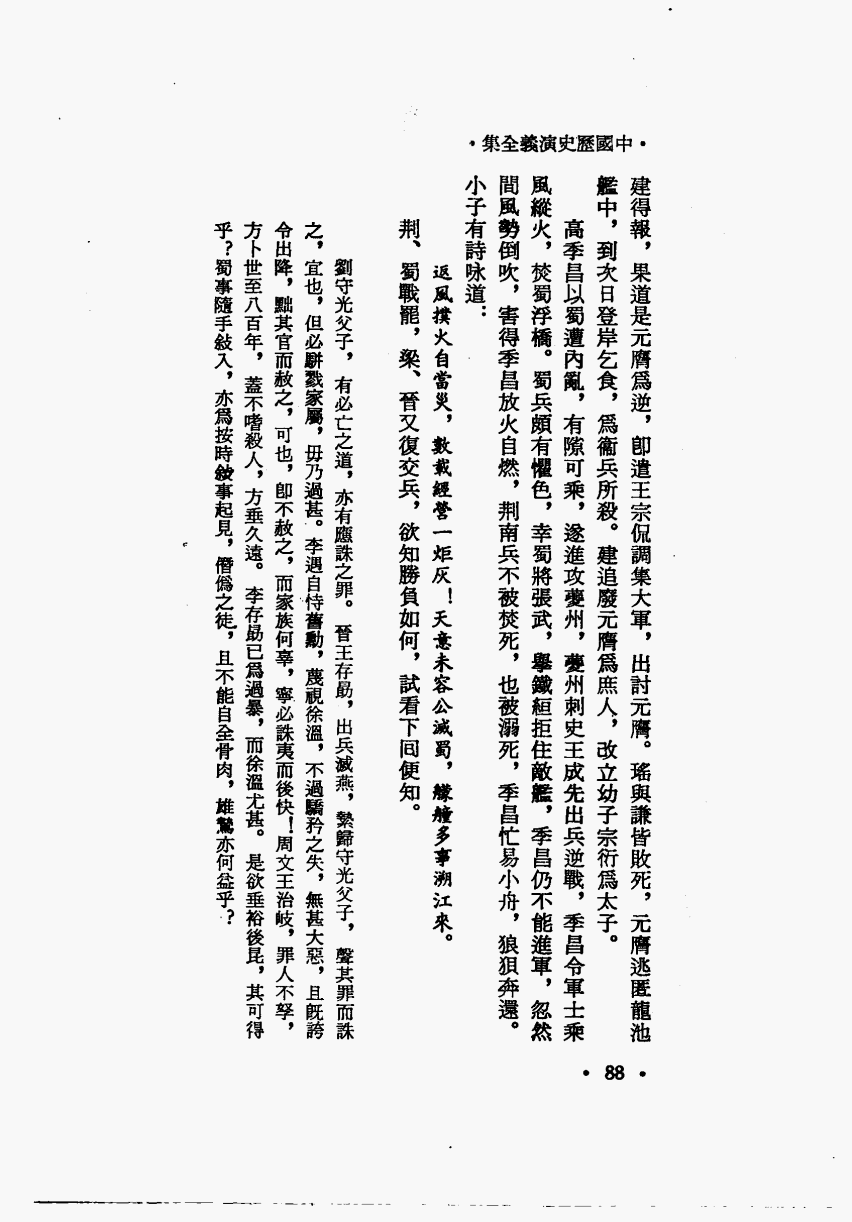 ·中國歷史演義全集·
建得報，果道是元膺爲逆，卽遣王宗侃調集大軍，出討元膺。瑤與謙皆敗死，元膺逃匿龍池
艦中，到次日登岸乞食，爲衞兵所殺。建追廢元膺爲庶人，改立幼子宗衍爲太子。
高季昌以蜀遭內亂，有隙可乘，遂進攻夔州，夔州刺史王成先出兵逆戰，季昌令軍士乘
風縱火，焚蜀浮橋。蜀兵頗有懼色，幸蜀將張武，舉鐵絙拒住敵艦，季昌仍不能進軍，忽然
間風勢倒吹，害得季昌放火自燃，荆南兵不被焚死，也被溺死，季昌忙易小舟，狼狽奔還。
小子有詩咏道：
返風撲火自當災，數載經營一炬灰！天意未容公滅蜀，艨艟多事溯江來。
荆、蜀戰罷，梁、晉又復交兵，欲知勝負如何，試看下回便知。
劉守光父子，有必亡之道，亦有應誅之罪。晉王存勗，出兵滅燕，縶歸守光父子，聲其罪而誅
之，宜也，但必駢戮家屬，毋乃過甚。李遇自恃舊勳，蔑視徐溫，不過驕矜之失，無甚大惡，且旣誇
令出降，黜其官而赦之，可也，卽不赦之，而家族何辜，寧必誅夷而後快！周文王治岐，罪人不孥，
方卜世至八百年，蓋不嗜殺人，方垂久遠。李存勗已爲過暴，而徐溫尤甚。是欲垂裕後昆，其可得
乎？蜀事隨手敍入，亦爲按時敍事起見，僭僞之徒，且不能自全骨肉，雄鷙亦何益乎？
·88·